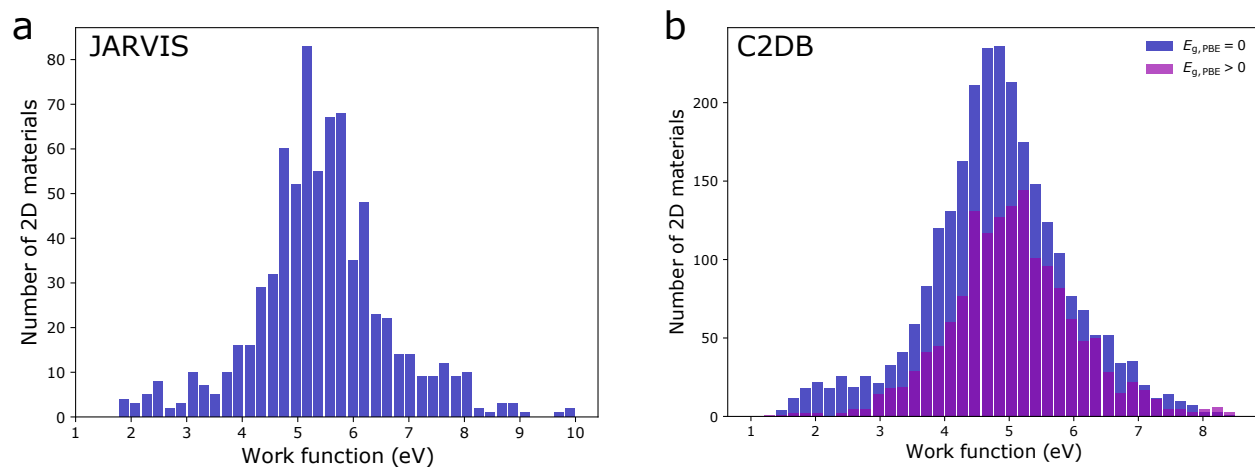 a
JARVIS
80
70
60
50
40
30
20
10
0
1 2 3 4 5 6 7 8 9 10
Number of 2D materials
Work function (eV)
b
C2DB
E_g,PBE = 0
E_g,PBE > 0
200
150
100
50
0
1 2 3 4 5 6 7 8
Number of 2D materials
Work function (eV)